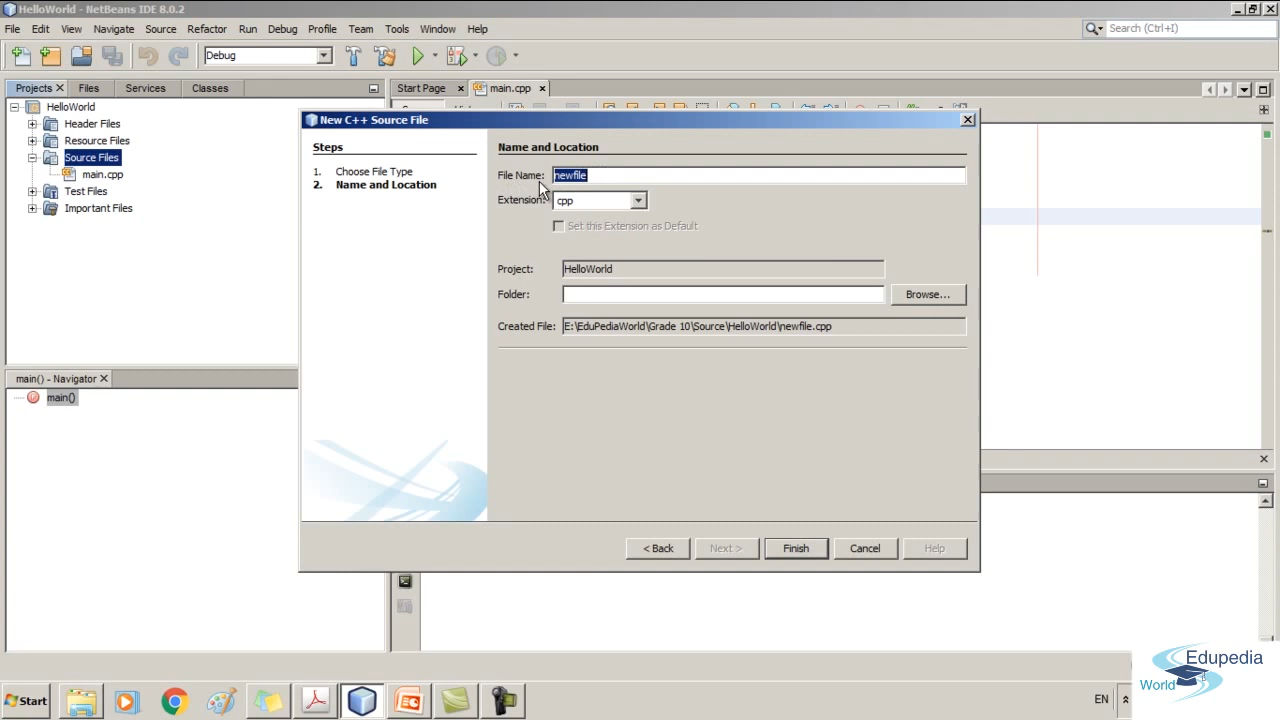 HelloWorld - NetBeans IDE 8.0.2
File Edit View Navigate Source Refactor Run Debug Profile Team Tools Window Help
Search (Ctrl+I)
Debug
Projects Files Services Classes
Start Page main.cpp
HelloWorld
Header Files
Resource Files
Source Files
main.cpp
Test Files
Important Files
main() - Navigator
main()
New C++ Source File
Steps
1. Choose File Type
2. Name and Location
Name and Location
File Name: newfile
Extension: cpp
Set this Extension as Default
Project: HelloWorld
Folder:
Browse...
Created File: E:\EduPediaWorld\Grade 10\Source\HelloWorld\newfile.cpp
< Back Next > Finish Cancel Help
Edupedia
World
Start
EN